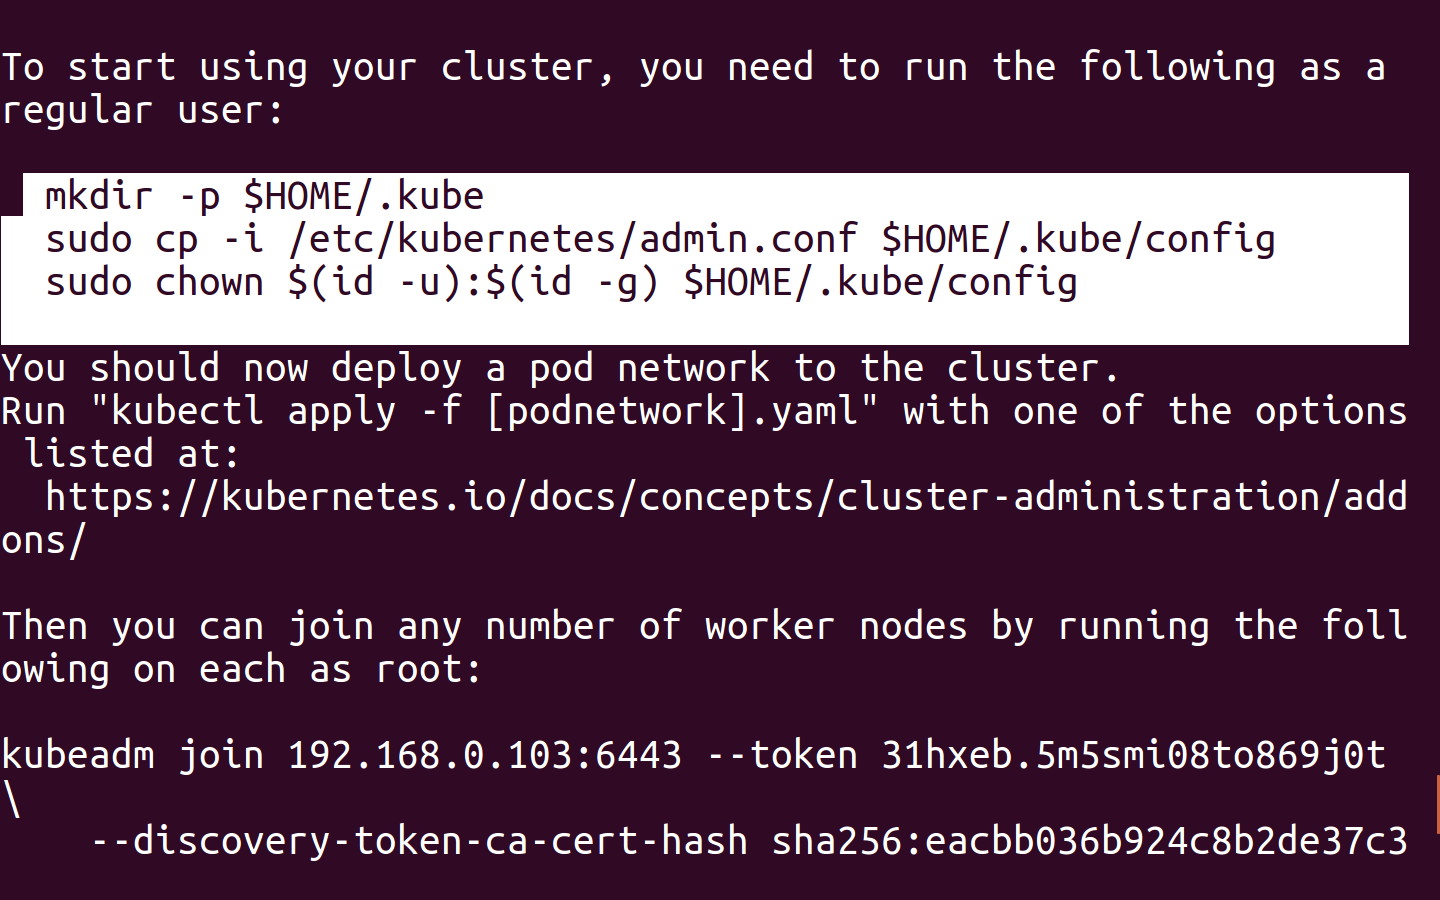 To start using your cluster, you need to run the following as a
regular user:
mkdir -p $HOME/.kube
sudo cp -i /etc/kubernetes/admin.conf $HOME/.kube/config
sudo chown $(id -u):$(id -g) $HOME/.kube/config
You should now deploy a pod network to the cluster.
Run "kubectl apply -f [podnetwork].yaml" with one of the options
listed at:
https://kubernetes.io/docs/concepts/cluster-administration/add
ons/
Then you can join any number of worker nodes by running the foll
owing on each as root:
kubeadm join 192.168.0.103:6443 --token 31hxeb.5m5smi08to869j0t
\
--discovery-token-ca-cert-hash sha256:eacbb036b924c8b2de37c3